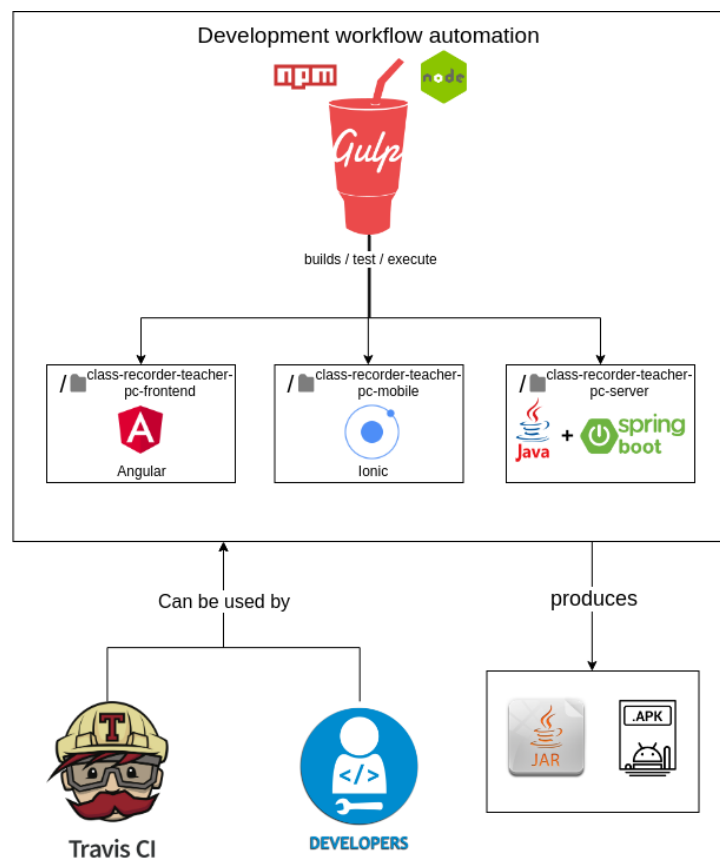 Development workflow automation
npm
node
Gulp
builds / test / execute
/ class-recorder-teacher-
pc-frontend
Angular
/ class-recorder-teacher-
pc-mobile
Ionic
/ class-recorder-teacher-
pc-server
Java + spring
boot
Can be used by
produces
T
Travis CI
</>
DEVELOPERS
JAR
.APK